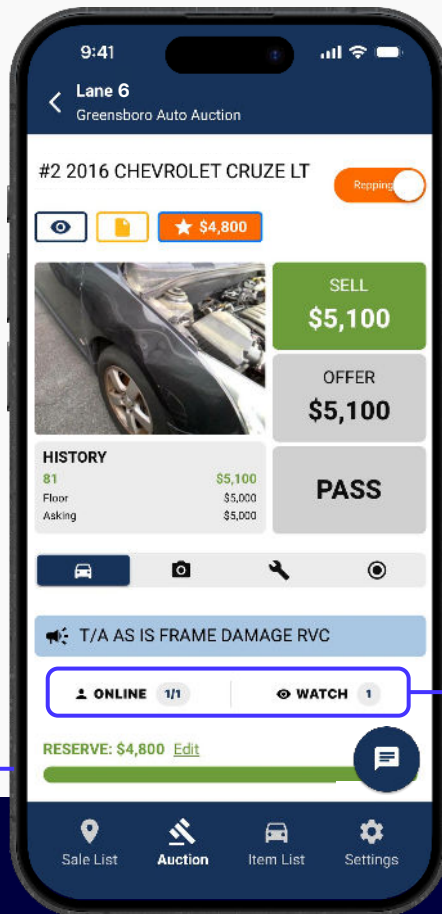 9:41
Lane 6
Greensboro Auto Auction
#2 2016 CHEVROLET CRUZE LT
Repping
$4,800
SELL
$5,100
OFFER
$5,100
HISTORY
81 $5,100
Floor $5,000
Asking $5,000
PASS
T/A AS IS FRAME DAMAGE RVC
ONLINE 1/1 WATCH 1
RESERVE: $4,800 Edit
Sale List Auction Item List Settings